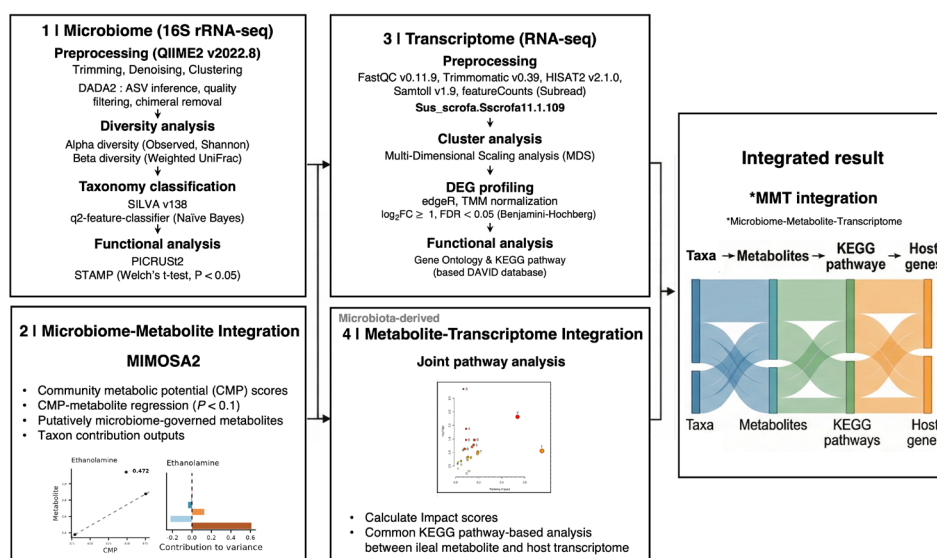 1 | Microbiome (16S rRNA-seq)
Preprocessing (QIIME2 v2022.8)
Trimming, Denoising, Clustering
DADA2 : ASV inference, quality
filtering, chimeral removal
Diversity analysis
Alpha diversity (Observed, Shannon)
Beta diversity (Weighted UniFrac)
Taxonomy classification
SILVA v138
q2-feature-classifier (Naïve Bayes)
Functional analysis
PICRUSt2
STAMP (Welch's t-test, P < 0.05)
2 | Microbiome-Metabolite Integration
MIMOSA2
• Community metabolic potential (CMP) scores
• CMP-metabolite regression (P < 0.1)
• Putatively microbiome-governed metabolites
• Taxon contribution outputs
Ethanolamine
0.472
Metabolite
CMP
Ethanolamine
-0.2 0.0 0.2 0.4 0.6
Contribution to variance
3 | Transcriptome (RNA-seq)
Preprocessing
FastQC v0.11.9, Trimmomatic v0.39, HISAT2 v2.1.0,
Samtoll v1.9, featureCounts (Subread)
Sus_scrofa.Sscrofa11.1.109
Cluster analysis
Multi-Dimensional Scaling analysis (MDS)
DEG profiling
edgeR, TMM normalization
log₂FC ≥ 1, FDR < 0.05 (Benjamini-Hochberg)
Functional analysis
Gene Ontology & KEGG pathway
(based DAVID database)
Microbiota-derived
4 | Metabolite-Transcriptome Integration
Joint pathway analysis
• Calculate Impact scores
• Common KEGG pathway-based analysis
between ileal metabolite and host transcriptome
Integrated result
*MMT integration
*Microbiome-Metabolite-Transcriptome
Taxa → Metabolites → KEGG pathwaye → Host genes
Taxa Metabolites KEGG pathways Host gene